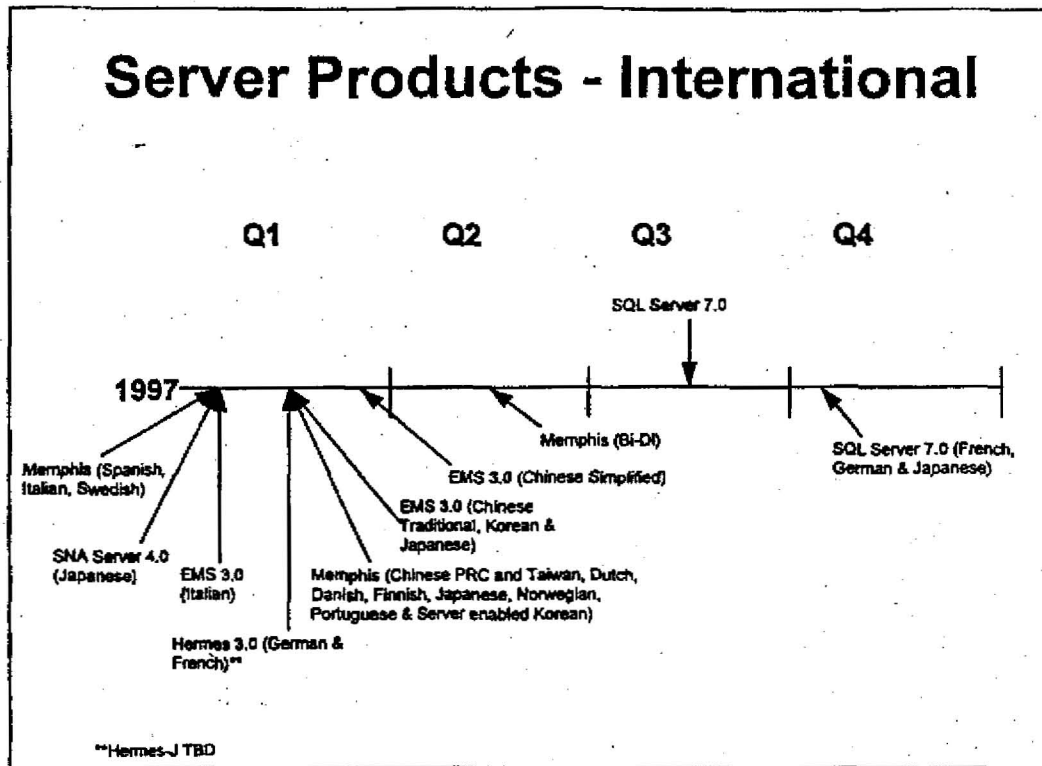 Server Products - International
Q1 Q2 Q3 Q4
SQL Server 7.0
1997
Memphis (Spanish,
Italian, Swedish)
SNA Server 4.0
(Japanese)
EMS 3.0
(Italian)
Hermes 3.0 (German &
French)**
Memphis (Chinese PRC and Taiwan, Dutch,
Danish, Finnish, Japanese, Norwegian,
Portuguese & Server enabled Korean)
EMS 3.0 (Chinese
Traditional, Korean &
Japanese)
EMS 3.0 (Chinese Simplified)
Memphis (Bi-DI)
SQL Server 7.0 (French,
German & Japanese)
**Hermes-J TBD